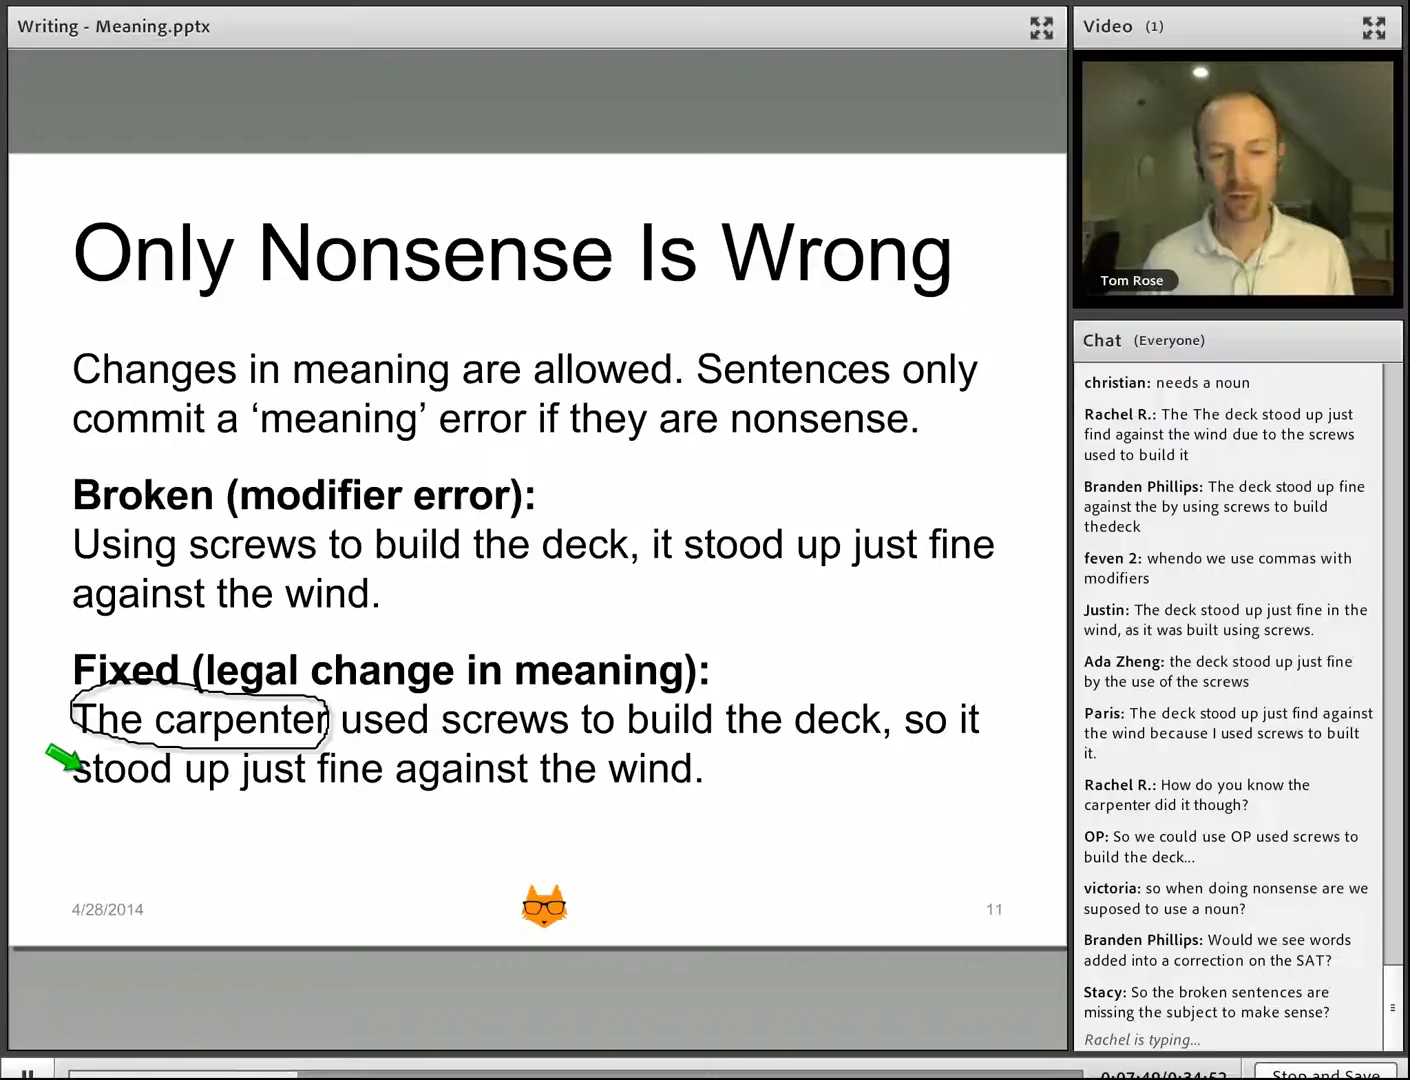 Writing - Meaning.pptx
Only Nonsense Is Wrong
Changes in meaning are allowed. Sentences only
commit a ‘meaning’ error if they are nonsense.
Broken (modifier error):
Using screws to build the deck, it stood up just fine
against the wind.
Fixed (legal change in meaning):
The carpenter used screws to build the deck, so it
stood up just fine against the wind.
4/28/2014
11
Video (1)
Tom Rose
Chat (Everyone)
christian: needs a noun
Rachel R.: The The deck stood up just
find against the wind due to the screws
used to build it
Branden Phillips: The deck stood up fine
against the by using screws to build
thedeck
feven 2: whendo we use commas with
modifiers
Justin: The deck stood up just fine in the
wind, as it was built using screws.
Ada Zheng: the deck stood up just fine
by the use of the screws
Paris: The deck stood up just find against
the wind because I used screws to built
it.
Rachel R.: How do you know the
carpenter did it though?
OP: So we could use OP used screws to
build the deck...
victoria: so when doing nonsense are we
suposed to use a noun?
Branden Phillips: Would we see words
added into a correction on the SAT?
Stacy: So the broken sentences are
missing the subject to make sense?
Rachel is typing...
0:07:49/0:34:52
Stop and Save